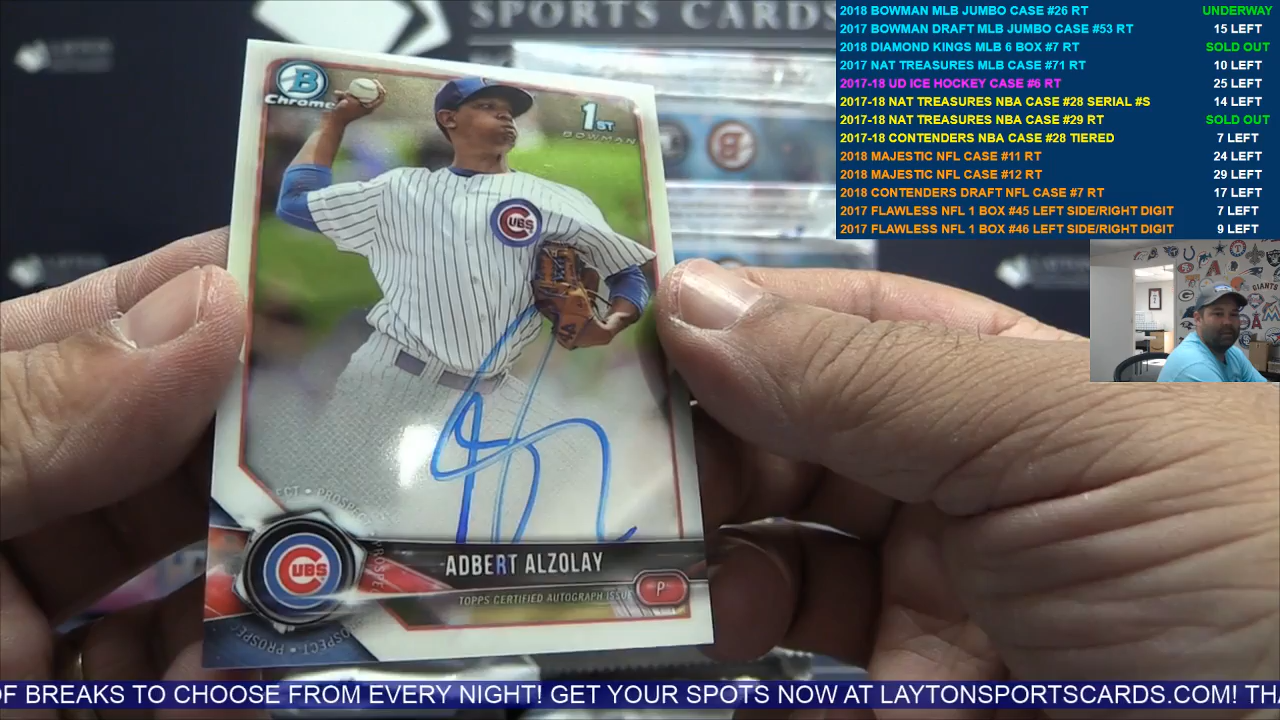 SPORTS CARDS
2018 BOWMAN MLB JUMBO CASE #26 RT UNDERWAY
2017 BOWMAN DRAFT MLB JUMBO CASE #53 RT 15 LEFT
2018 DIAMOND KINGS MLB 6 BOX #7 RT SOLD OUT
2017 NAT TREASURES MLB CASE #71 RT 10 LEFT
2017-18 UD ICE HOCKEY CASE #6 RT 25 LEFT
2017-18 NAT TREASURES NBA CASE #28 SERIAL #S 14 LEFT
2017-18 NAT TREASURES NBA CASE #29 RT SOLD OUT
2017-18 CONTENDERS NBA CASE #28 TIERED 7 LEFT
2018 MAJESTIC NFL CASE #11 RT 24 LEFT
2018 MAJESTIC NFL CASE #12 RT 29 LEFT
2018 CONTENDERS DRAFT NFL CASE #7 RT 17 LEFT
2017 FLAWLESS NFL 1 BOX #45 LEFT SIDE/RIGHT DIGIT 7 LEFT
2017 FLAWLESS NFL 1 BOX #46 LEFT SIDE/RIGHT DIGIT 9 LEFT
B
Chrome
1ST
BOWMAN
CUBS
GIANTS
ECT • PROSPECT
CUBS
ADBERT ALZOLAY
TOPPS CERTIFIED AUTOGRAPH ISSUE
P
OF BREAKS TO CHOOSE FROM EVERY NIGHT! GET YOUR SPOTS NOW AT LAYTONSPORTSCARDS.COM! TH